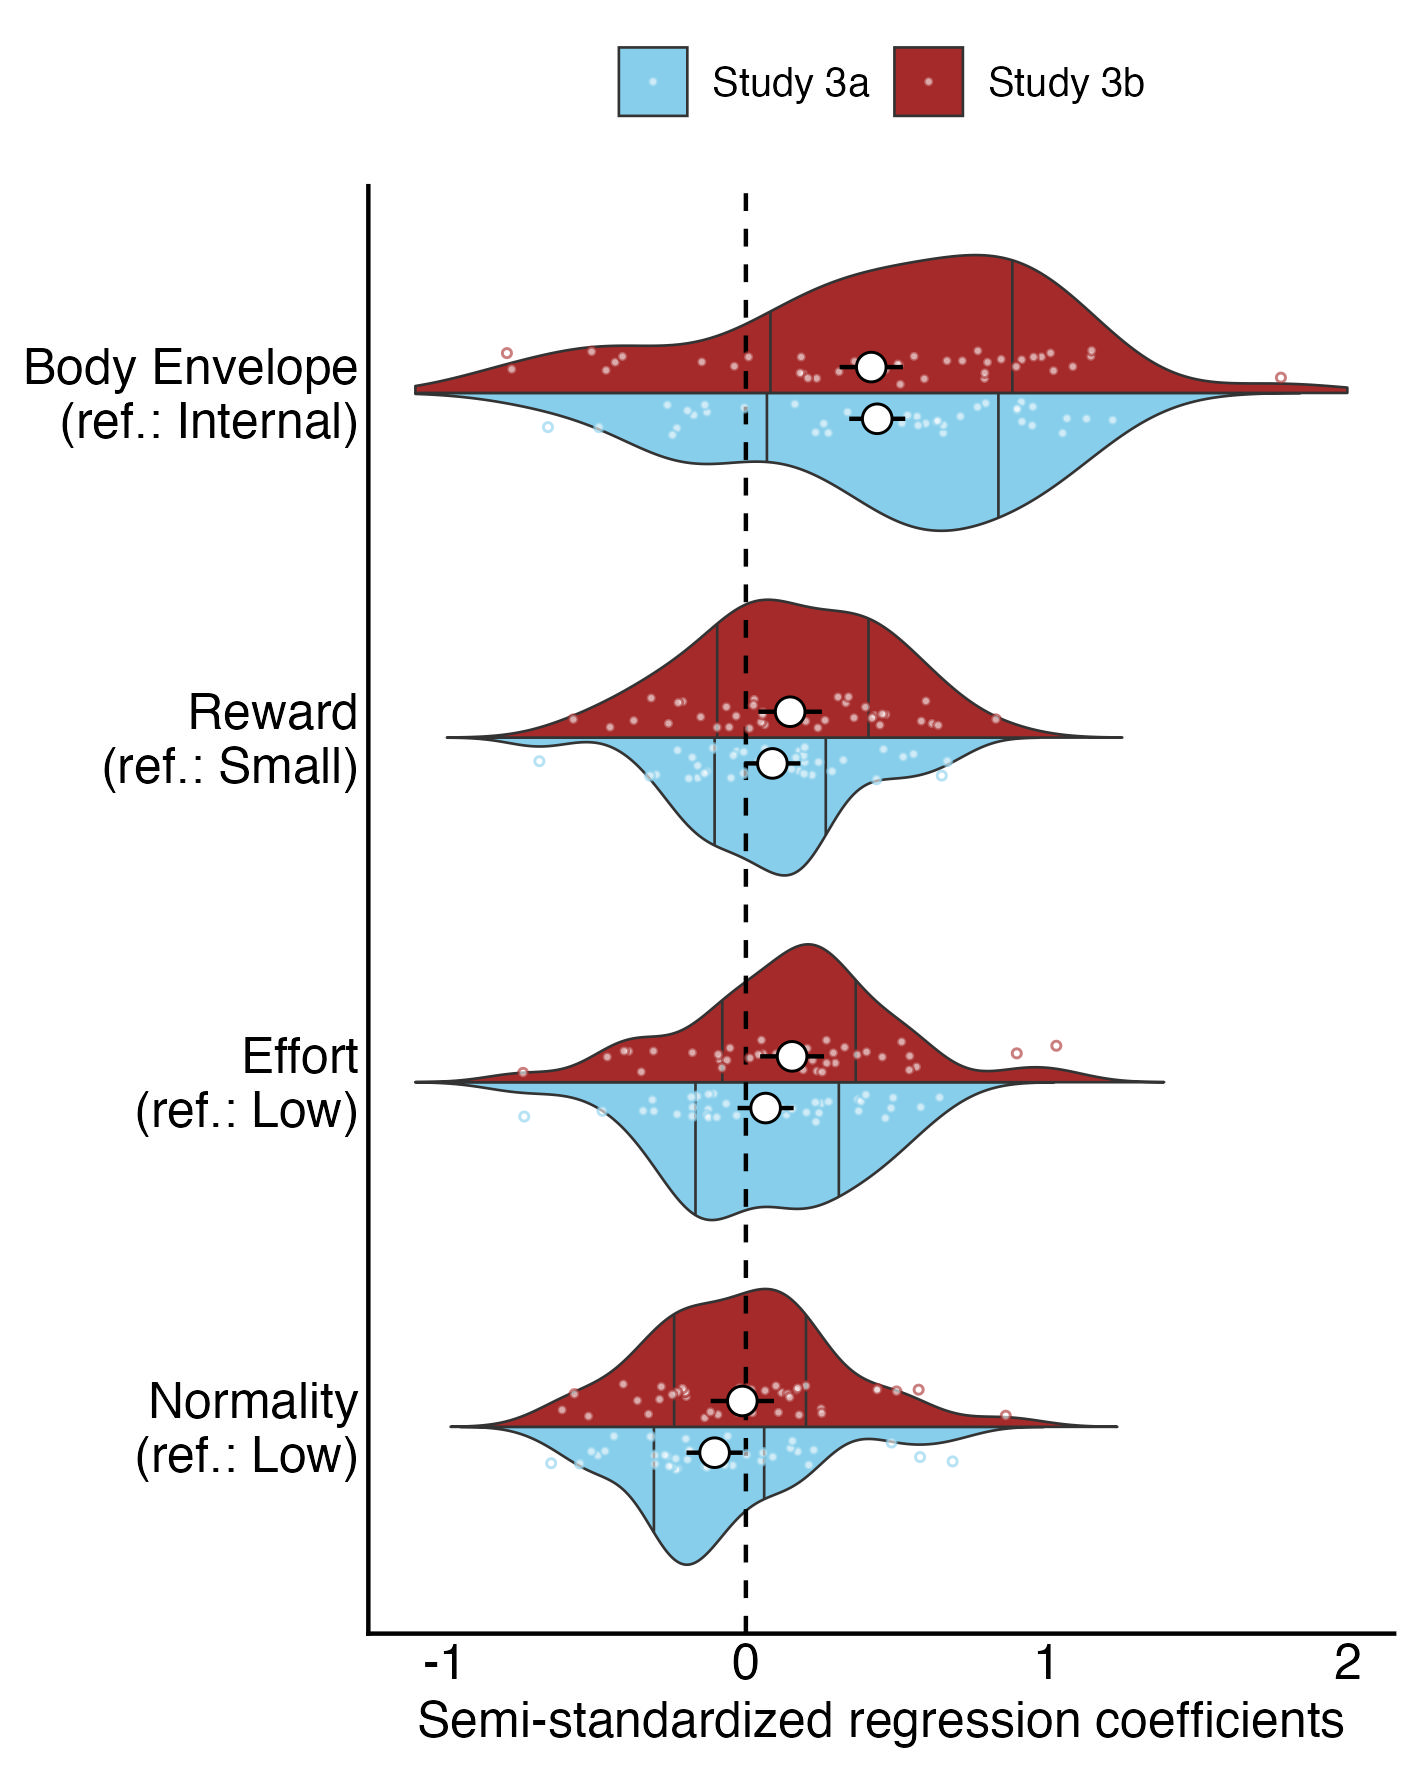 Study 3a Study 3b
Body Envelope
(ref.: Internal)
Reward
(ref.: Small)
Effort
(ref.: Low)
Normality
(ref.: Low)
-1 0 1 2
Semi-standardized regression coefficients